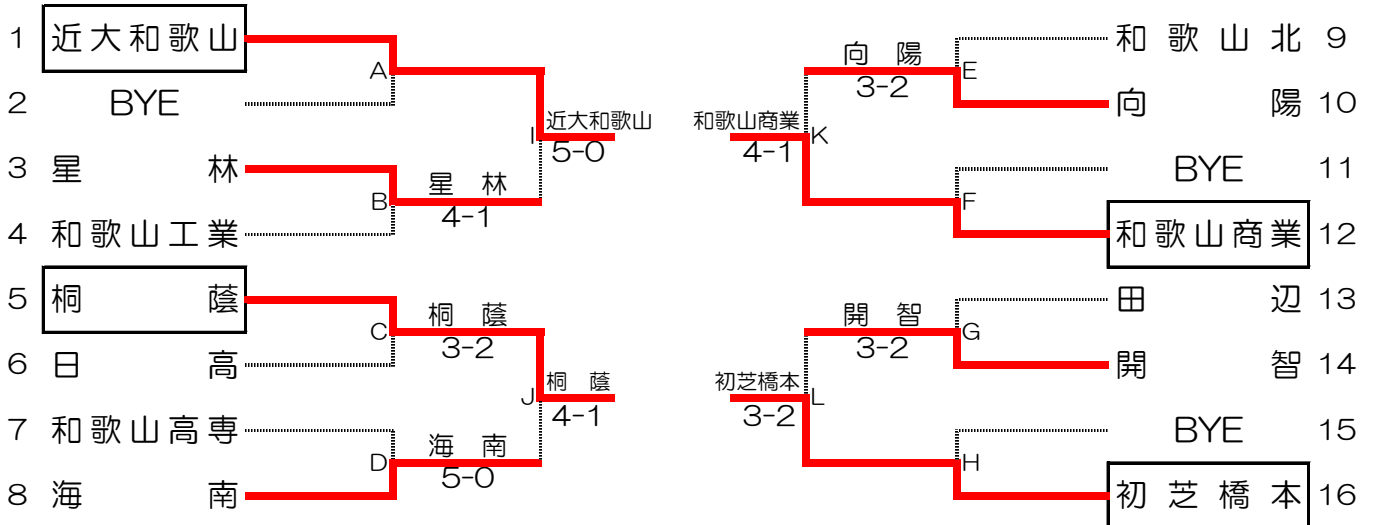 1 近大和歌山
A
2 BYE
I 近大和歌山
5-0
3 星林
B 星林
4-1
4 和歌山工業
5 桐蔭
C 桐蔭
3-2
6 日高
J 桐蔭
4-1
7 和歌山高専
D 海南
5-0
8 海南
和歌山北 9
向陽 E
3-2
向陽 10
和歌山商業 K
4-1
BYE 11
F
和歌山商業 12
田辺 13
開智 G
3-2
開智 14
初芝橋本 L
3-2
BYE 15
H
初芝橋本 16